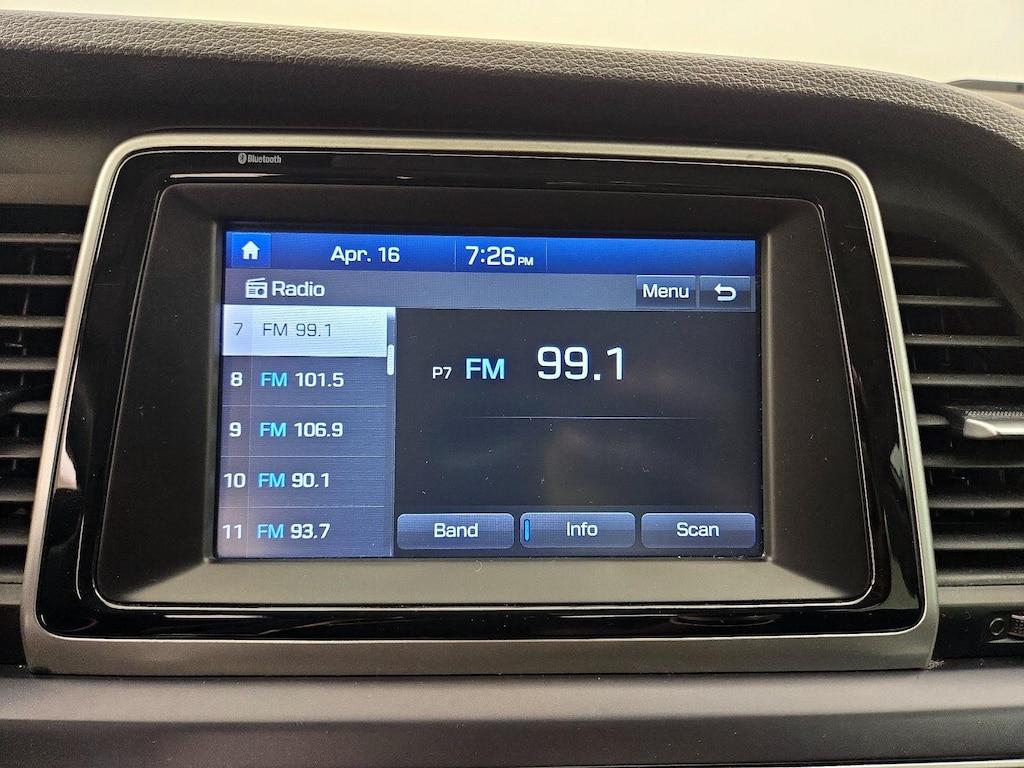 Bluetooth
Apr. 16 7:26 PM
Radio Menu
7 FM 99.1
8 FM 101.5
9 FM 106.9
10 FM 90.1
11 FM 93.7
P7 FM 99.1
Band Info Scan